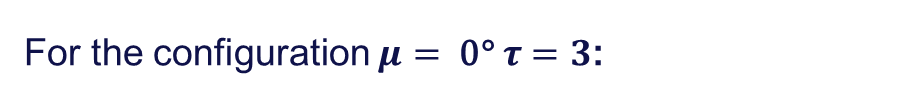 For the configuration μ = 0° τ = 3: